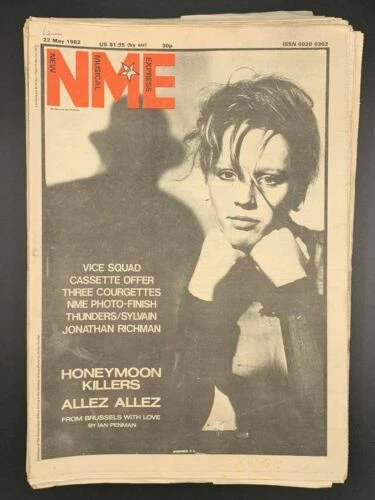 22 May 1982 US $1.95 (by air) 30p ISSN 0028 6362
NEW
MUSICAL
EXPRESS
NME
VICE SQUAD
CASSETTE OFFER
THREE COURGETTES
NME PHOTO-FINISH
THUNDERS/SYLVAIN
JONATHAN RICHMAN
HONEYMOON
KILLERS
ALLEZ ALLEZ
FROM BRUSSELS WITH LOVE
BY IAN PENMAN